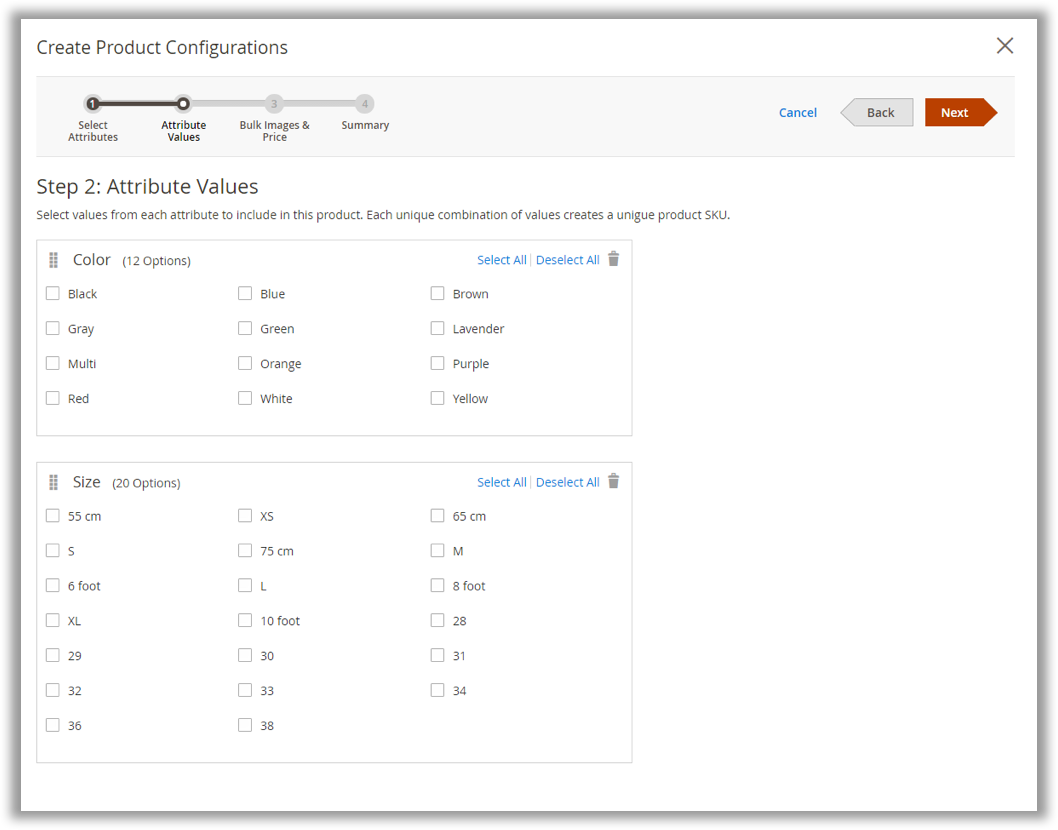 Create Product Configurations
1
3
4
Select
Attributes
Attribute
Values
Bulk Images &
Price
Summary
Cancel
Back
Next
Step 2: Attribute Values
Select values from each attribute to include in this product. Each unique combination of values creates a unigue product SKU.
Color (12 Options) Select All Deselect All
Black Blue Brown
Gray Green Lavender
Multi Orange Purple
Red White Yellow
Size (20 Options) Select All Deselect All
55 cm XS 65 cm
S 75 cm M
6 foot L 8 foot
XL 10 foot 28
29 30 31
32 33 34
36 38